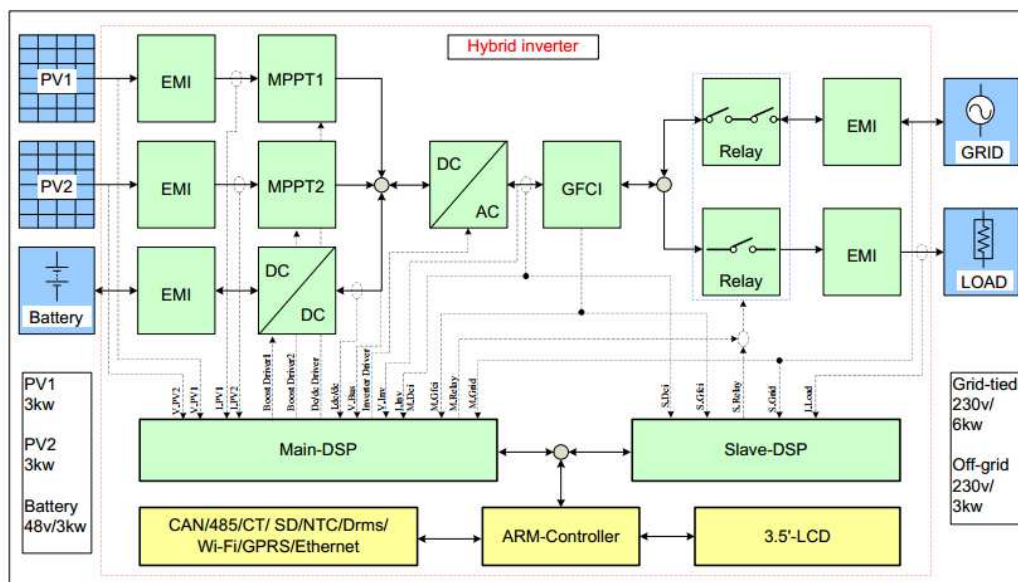 Hybrid inverter
PV1
EMI
MPPT1
Relay
EMI
GRID
PV2
EMI
MPPT2
DC
AC
GFCI
Relay
EMI
LOAD
Battery
EMI
DC
DC
V_PV2
V_PV1
I_PV1
I_PV2
Boost Driver1
Boost Driver2
Dc/dc Driver
I_dc/dc
V_Bus
Inverter Driver
V_Inv
I_Inv
M_Dci
M_Gfci
M_Relay
M_Grid
S_Dci
S_Gfci
S_Relay
S_Grid
I_Load
PV1
3kw
PV2
3kw
Battery
48v/3kw
Main-DSP
Slave-DSP
Grid-tied
230v/
6kw
Off-grid
230v/
3kw
CAN/485/CT/ SD/NTC/Drms/
Wi-Fi/GPRS/Ethernet
ARM-Controller
3.5'-LCD